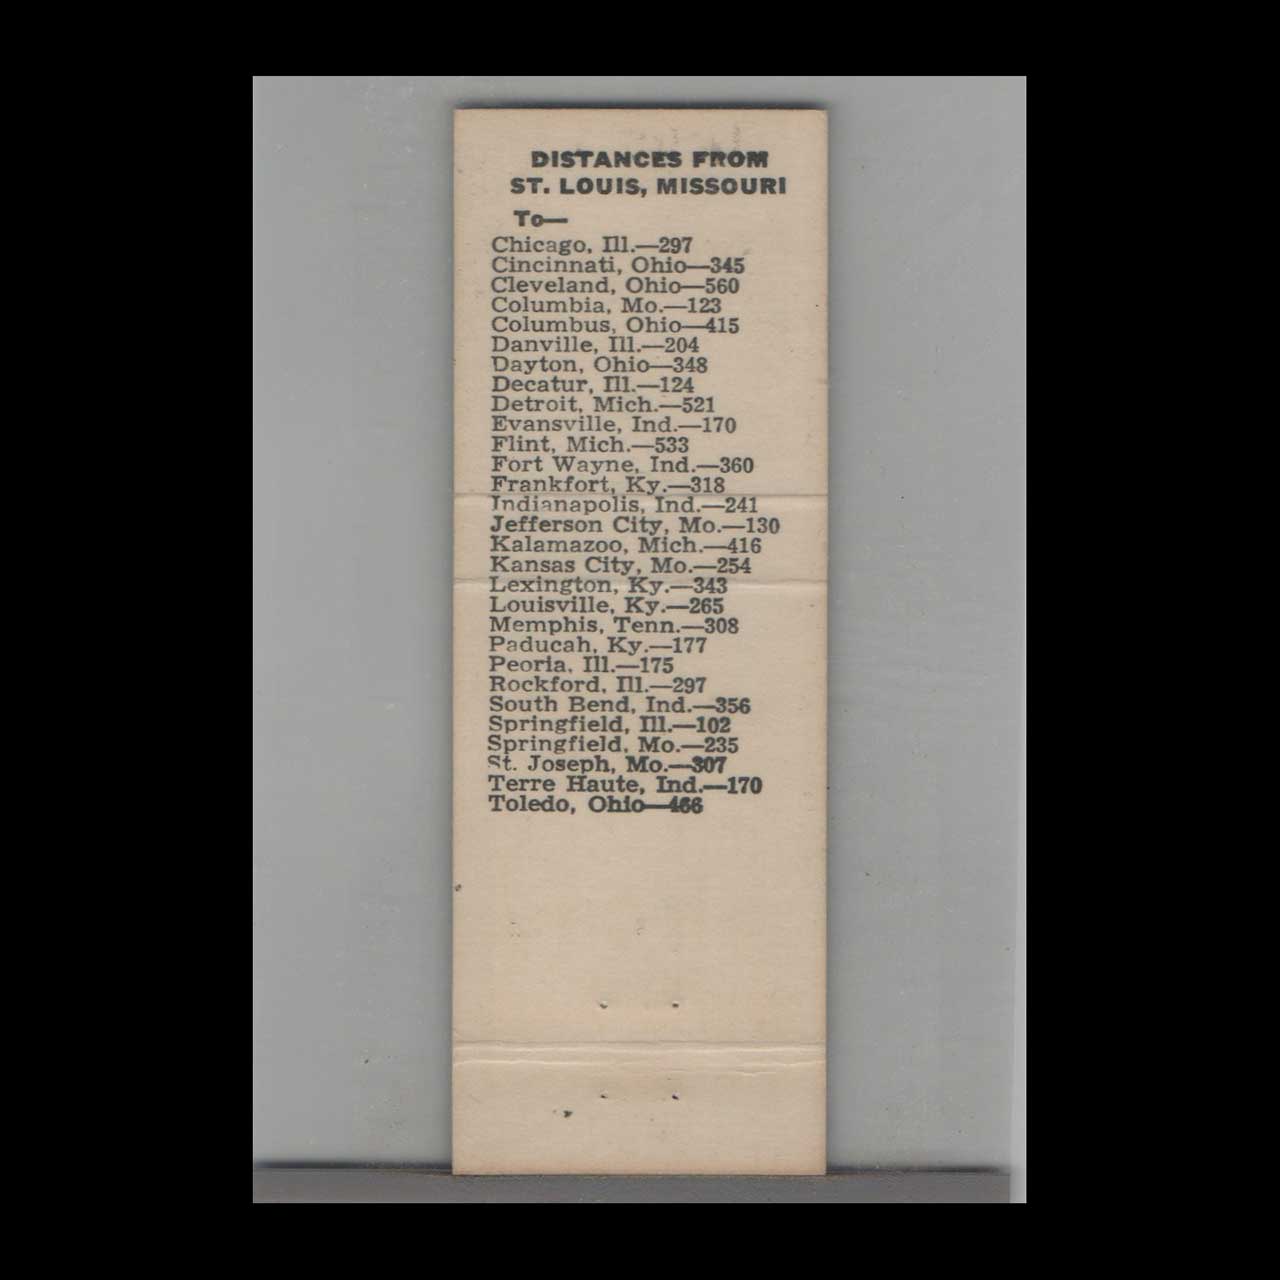 DISTANCES FROM
ST. LOUIS, MISSOURI
To—
Chicago, Ill.—297
Cincinnati, Ohio—345
Cleveland, Ohio—560
Columbia, Mo.—123
Columbus, Ohio—415
Danville, Ill.—204
Dayton, Ohio—348
Decatur, Ill.—124
Detroit, Mich.—521
Evansville, Ind.—170
Flint, Mich.—533
Fort Wayne, Ind.—360
Frankfort, Ky.—318
Indianapolis, Ind.—241
Jefferson City, Mo.—130
Kalamazoo, Mich.—416
Kansas City, Mo.—254
Lexington, Ky.—343
Louisville, Ky.—265
Memphis, Tenn.—308
Paducah, Ky.—177
Peoria, Ill.—175
Rockford, Ill.—297
South Bend, Ind.—356
Springfield, Ill.—102
Springfield, Mo.—235
St. Joseph, Mo.—307
Terre Haute, Ind.—170
Toledo, Ohio—466